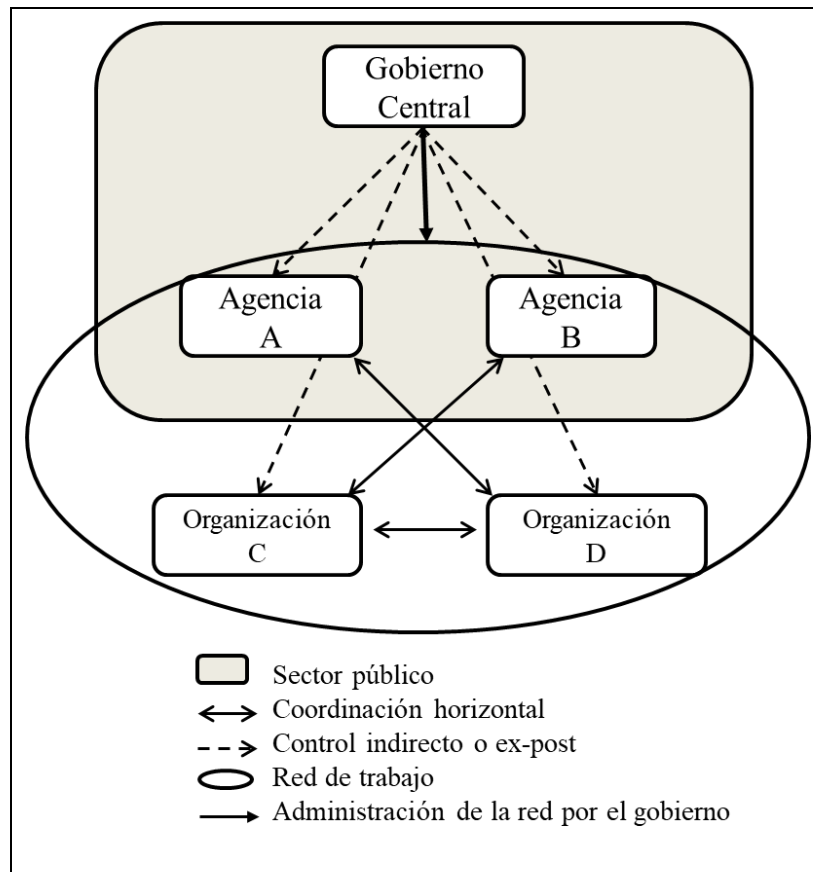 Gobierno
Central
Agencia
A
Agencia
B
Organización
C
Organización
D
Sector público
Coordinación horizontal
Control indirecto o ex-post
Red de trabajo
Administración de la red por el gobierno